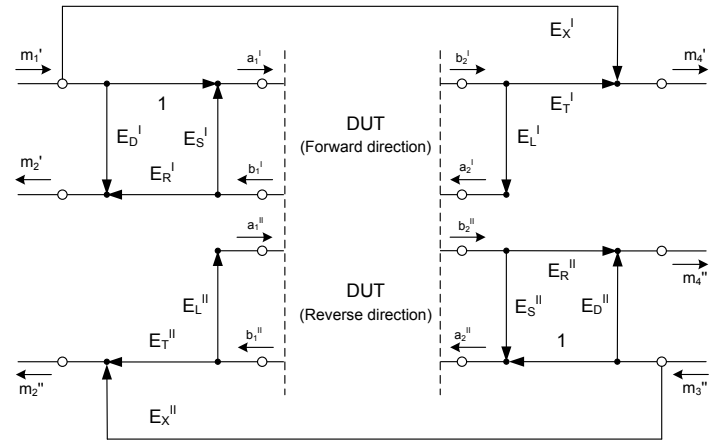 E_X^I
m_1' a_1^I b_2^I m_4'
1 E_T^I
DUT
(Forward direction)
E_D^I E_S^I E_L^I
m_2' E_R^I b_1^I a_2^I
a_1^II b_2^II
E_R^II m_4''
DUT
(Reverse direction)
E_L^II E_S^II E_D^II
E_T^II b_1^II a_2^II 1
m_2'' m_3''
E_X^II